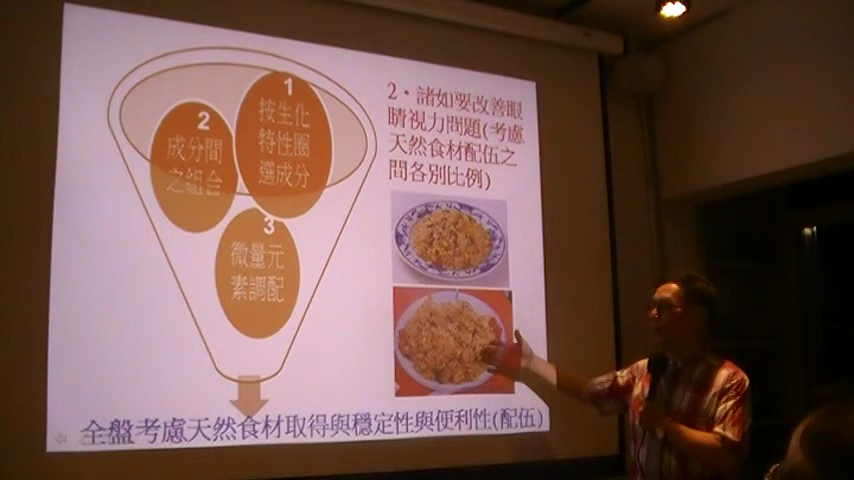 1
按生化
特性圈
選成分
2
成分間
之組合
3
微量元
素調配
2·諸如要改善眼
睛視力問題(考慮
天然食材配伍之
間各別比例)
全盤考慮天然食材取得與穩定性與便利性(配伍)